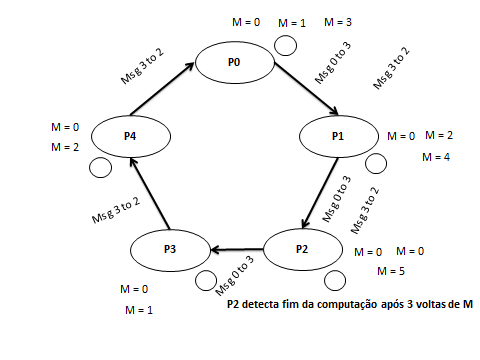 M = 0 M = 1 M = 3
P0
Msg 3 to 2
Msg 0 to 3
Msg 3 to 2
M = 0
M = 2
P4
P1
M = 0 M = 2
M = 4
Msg 3 to 2
Msg 0 to 3
Msg 3 to 2
P3
P2
M = 0 M = 0
M = 5
Msg 0 to 3
M = 0
M = 1
P2 detecta fim da computação após 3 voltas de M